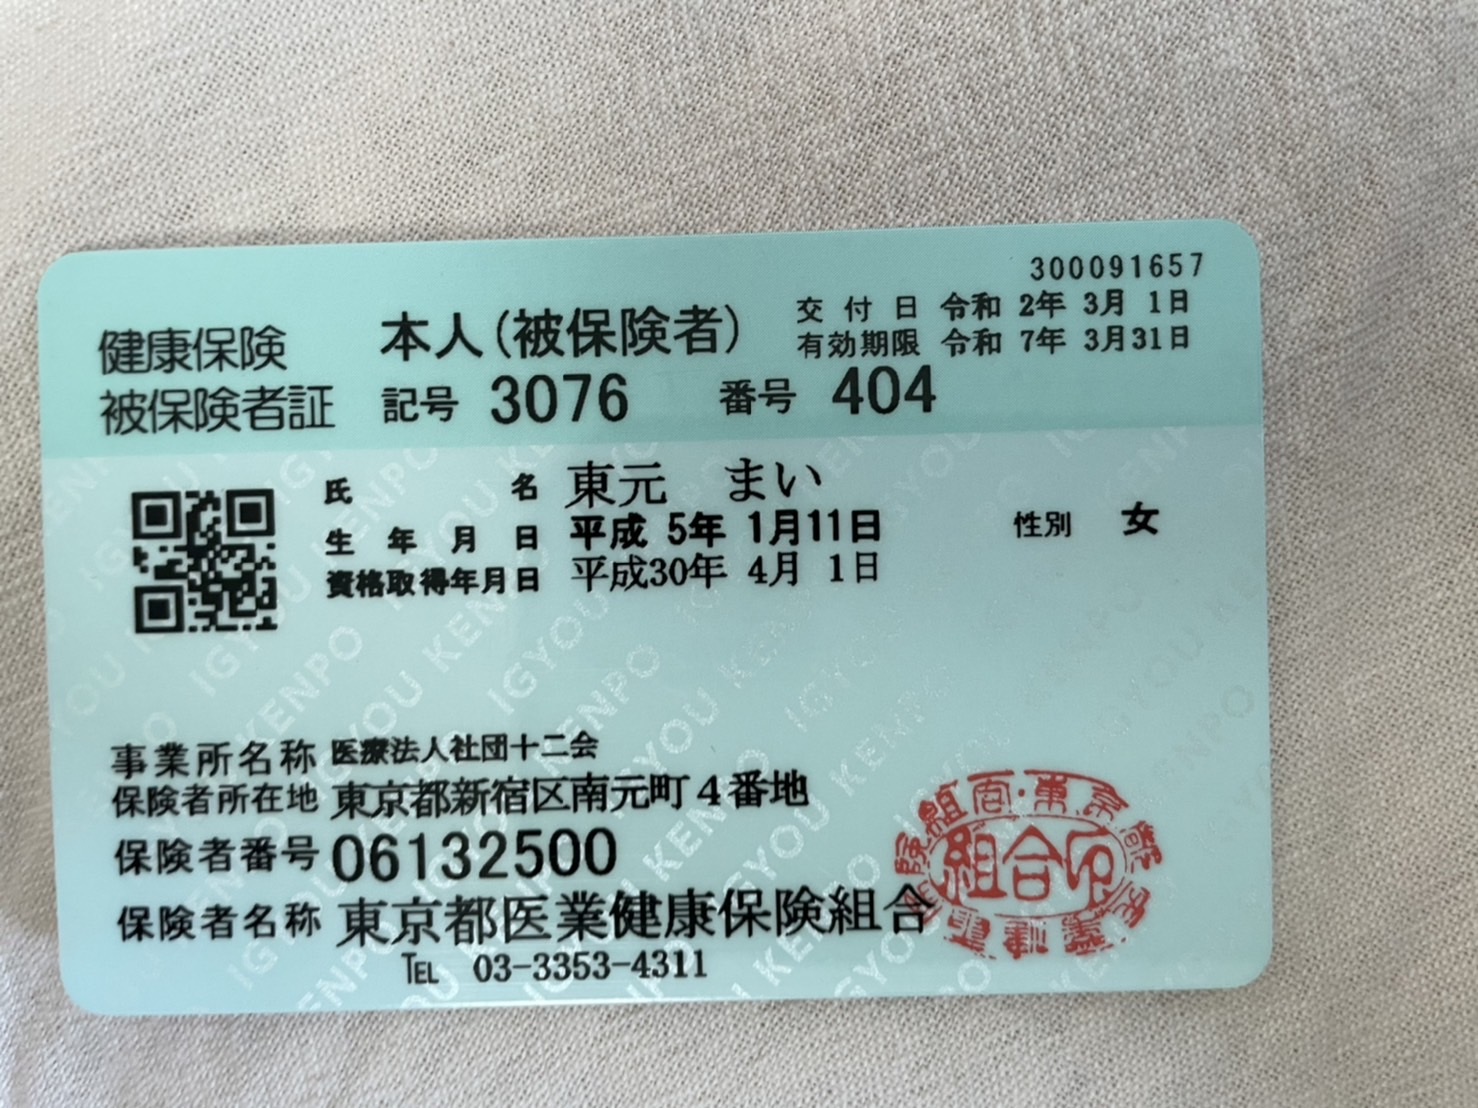 300091657
健康保険 本人(被保険者) 交付日 令和 2年 3月 1日
有効期限 令和 7年 3月31日
被保険者証 記号 3076 番号 404
氏名 東元 まい
生年月日 平成 5年 1月11日 性別 女
資格取得年月日 平成30年 4月 1日
事業所名称 医療法人社団十二会
保険者所在地 東京都新宿区南元町4番地
保険者番号 06132500
保険者名称 東京都医業健康保険組合
TEL 03-3353-4311
組合印
IGYOU KENPO